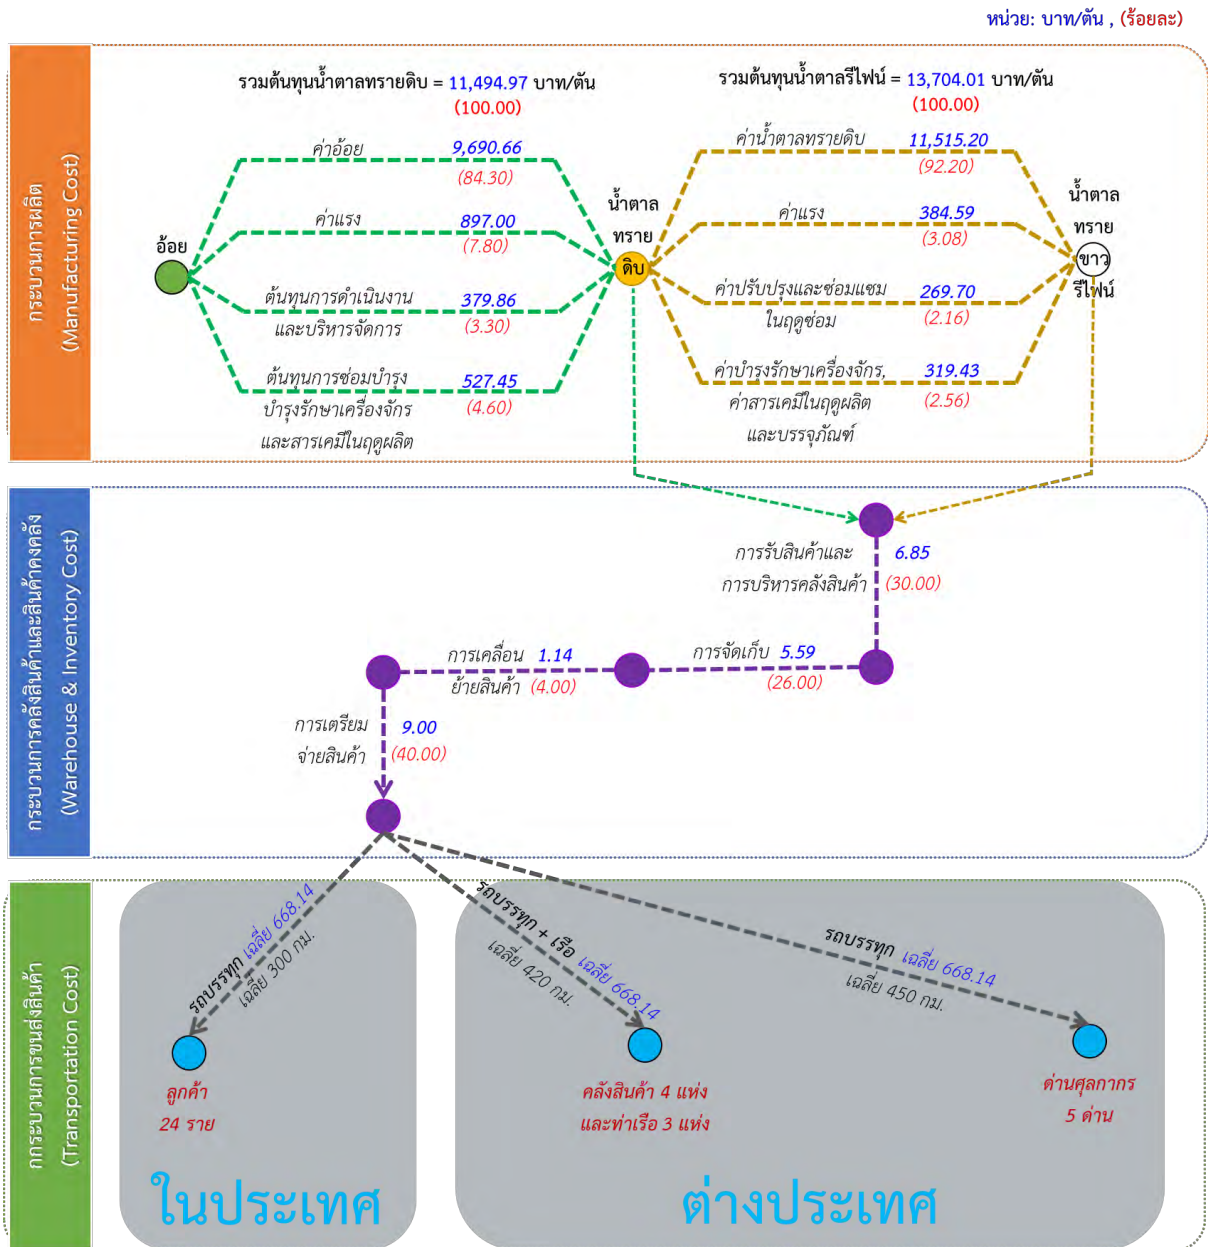 หน่วย: บาท/ตัน , (ร้อยละ)
กระบวนการผลิต
(Manufacturing Cost)
รวมต้นทุนน้ำตาลทรายดิบ = 11,494.97 บาท/ตัน
(100.00)
รวมต้นทุนน้ำตาลรีไฟน์ = 13,704.01 บาท/ตัน
(100.00)
อ้อย
ค่าอ้อย 9,690.66
(84.30)
ค่าแรง 897.00
(7.80)
ต้นทุนการดำเนินงาน 379.86
และบริหารจัดการ (3.30)
ต้นทุนการซ่อมบำรุง 527.45
บำรุงรักษาเครื่องจักร (4.60)
และสารเคมีในฤดูผลิต
น้ำตาล
ทราย
ดิบ
ค่าน้ำตาลทรายดิบ 11,515.20
(92.20)
ค่าแรง 384.59
(3.08)
ค่าปรับปรุงและซ่อมแซม 269.70
ในฤดูซ่อม (2.16)
ค่าบำรุงรักษาเครื่องจักร, 319.43
ค่าสารเคมีในฤดูผลิต (2.56)
และบรรจุภัณฑ์
น้ำตาล
ทราย
ขาว
รีไฟน์
กระบวนการคลังสินค้าและสินค้าคงคลัง
(Warehouse & Inventory Cost)
การรับสินค้าและ 6.85
การบริหารคลังสินค้า (30.00)
การจัดเก็บ 5.59
(26.00)
การเคลื่อน 1.14
ย้ายสินค้า (4.00)
การเตรียม 9.00
จ่ายสินค้า (40.00)
กกระบวนการขนส่งสินค้า
(Transportation Cost)
รถบรรทุก เฉลี่ย 668.14
เฉลี่ย 300 กม.
รถบรรทุก + เรือ เฉลี่ย 668.14
เฉลี่ย 420 กม.
รถบรรทุก เฉลี่ย 668.14
เฉลี่ย 450 กม.
ลูกค้า
24 ราย
คลังสินค้า 4 แห่ง
และท่าเรือ 3 แห่ง
ด่านศุลกากร
5 ด่าน
ในประเทศ
ต่างประเทศ